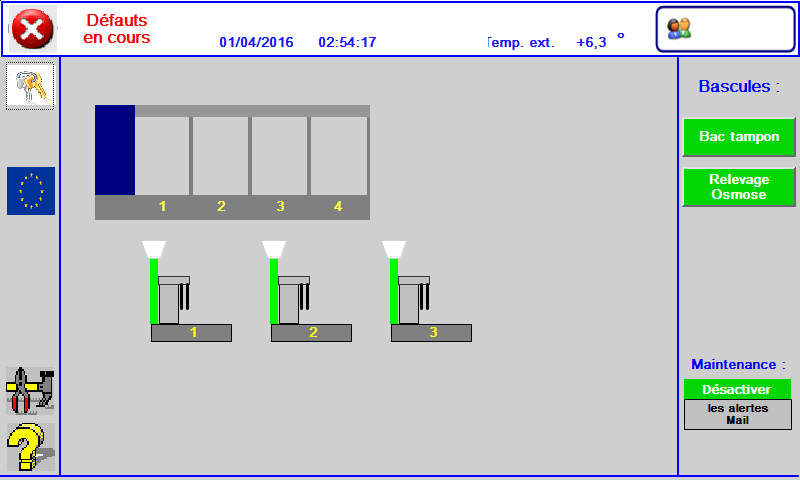 Défauts
en cours
01/04/2016 02:54:17
Temp. ext. +6,3 °
Bascules :
Bac tampon
Relevage
Osmose
1 2 3 4
1 2 3
Maintenance :
Désactiver
les alertes
Mail